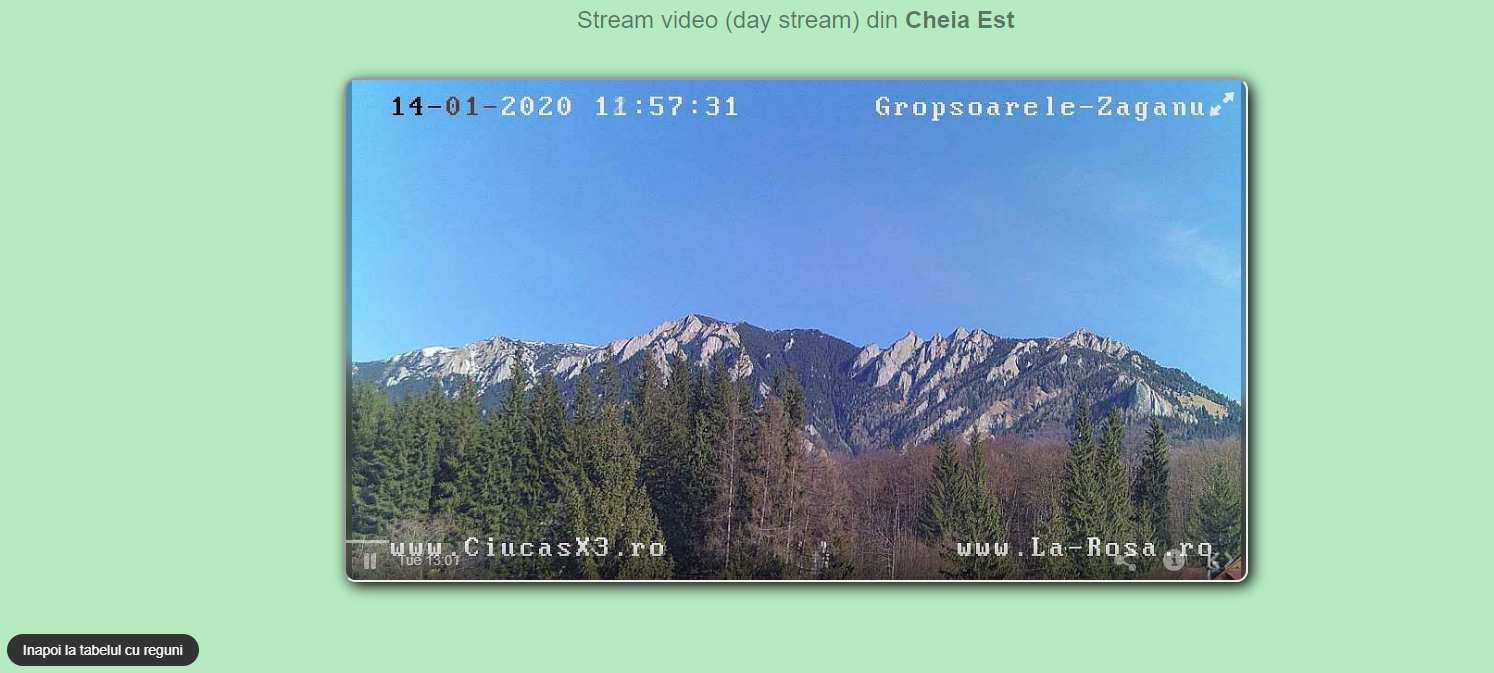 Stream video (day stream) din Cheia Est
14-01-2020 11:57:31 Gropsoarele-Zaganu
www.CiucasX3.ro www.La-Rosa.ro
Tue 13:01
Inapoi la tabelul cu reguni